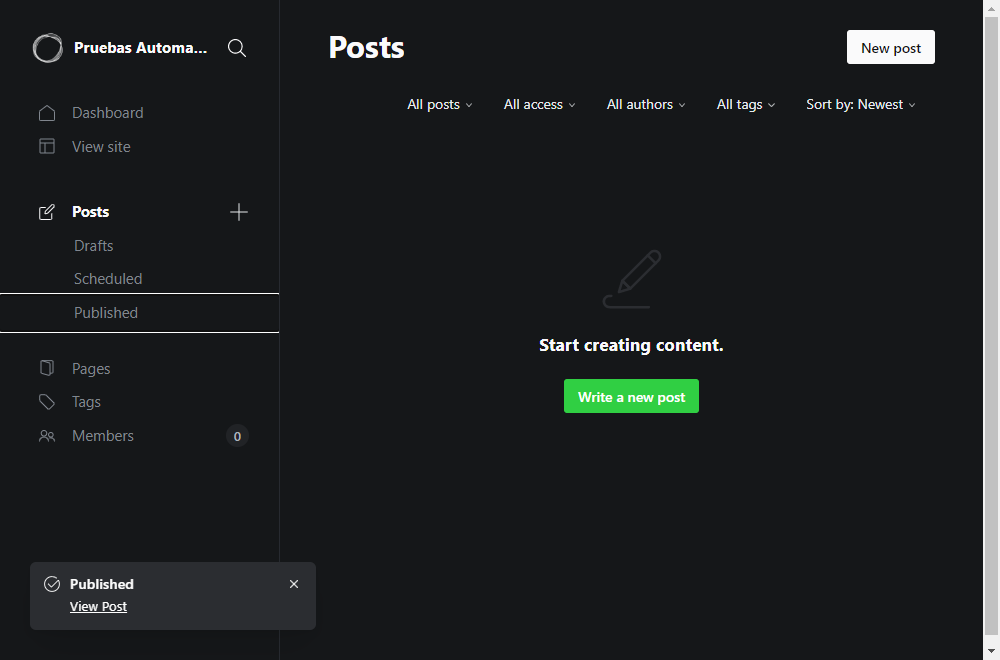 Pruebas Automa...
Dashboard
View site
Posts
Drafts
Scheduled
Published
Pages
Tags
Members
0
Published
View Post
Posts
New post
All posts
All access
All authors
All tags
Sort by: Newest
Start creating content.
Write a new post